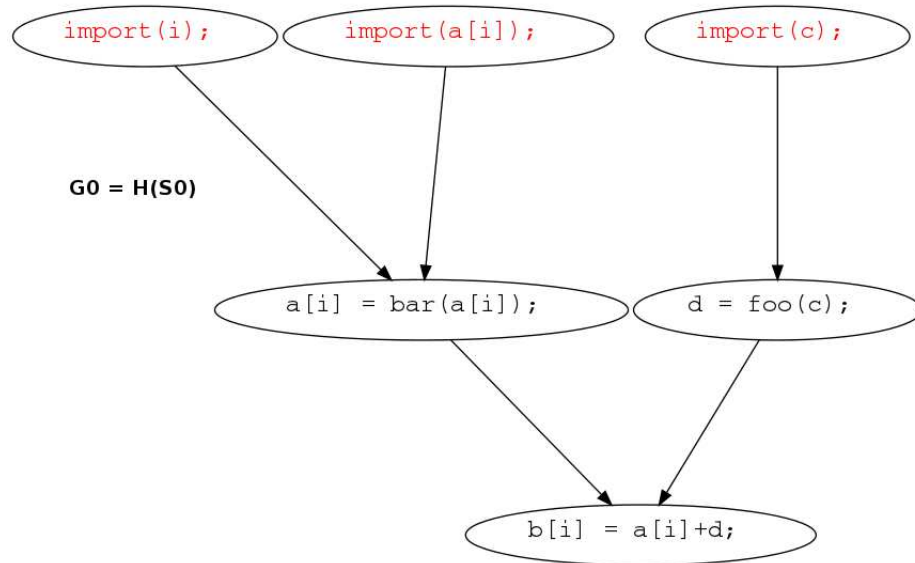 import(i);
import(a[i]);
import(c);
G0 = H(S0)
a[i] = bar(a[i]);
d = foo(c);
b[i] = a[i]+d;